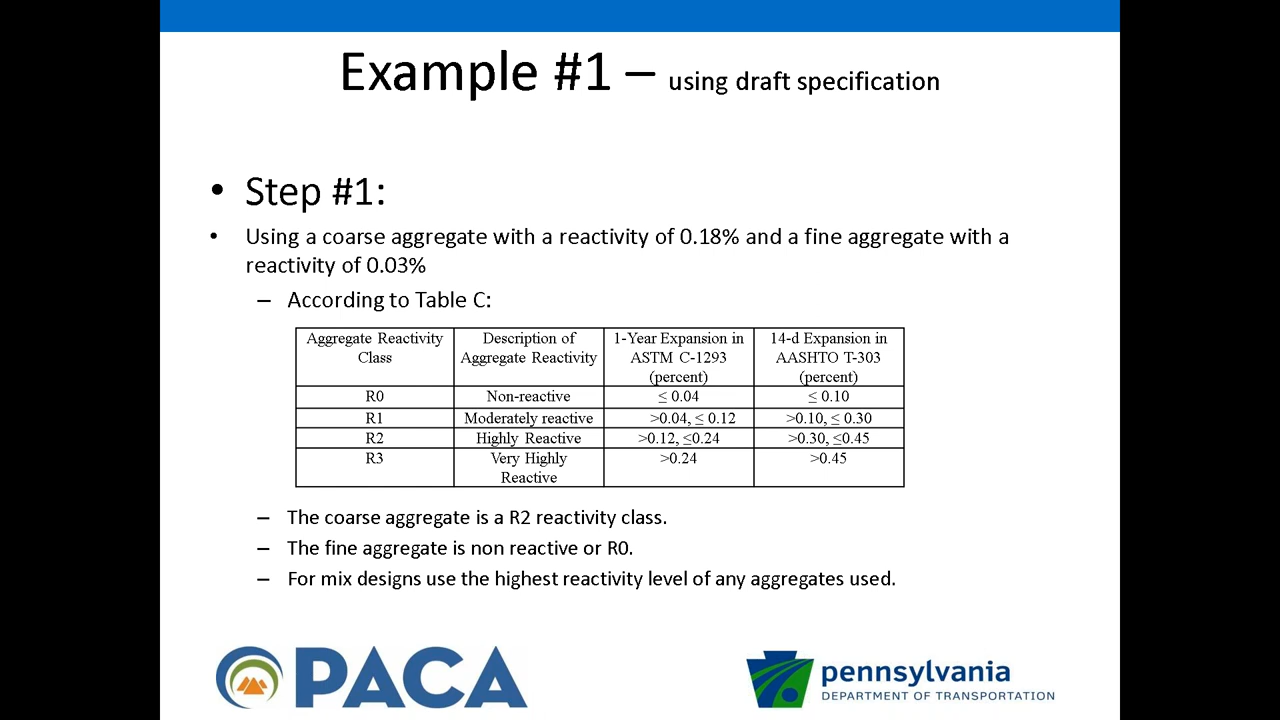 Example #1 – using draft specification
• Step #1:
• Using a coarse aggregate with a reactivity of 0.18% and a fine aggregate with a
reactivity of 0.03%
– According to Table C:
Aggregate Reactivity Class | Description of Aggregate Reactivity | 1-Year Expansion in ASTM C-1293 (percent) | 14-d Expansion in AASHTO T-303 (percent)
R0 | Non-reactive | ≤ 0.04 | ≤ 0.10
R1 | Moderately reactive | >0.04, ≤ 0.12 | >0.10, ≤ 0.30
R2 | Highly Reactive | >0.12, ≤0.24 | >0.30, ≤0.45
R3 | Very Highly Reactive | >0.24 | >0.45
– The coarse aggregate is a R2 reactivity class.
– The fine aggregate is non reactive or R0.
– For mix designs use the highest reactivity level of any aggregates used.
PACA
pennsylvania
DEPARTMENT OF TRANSPORTATION